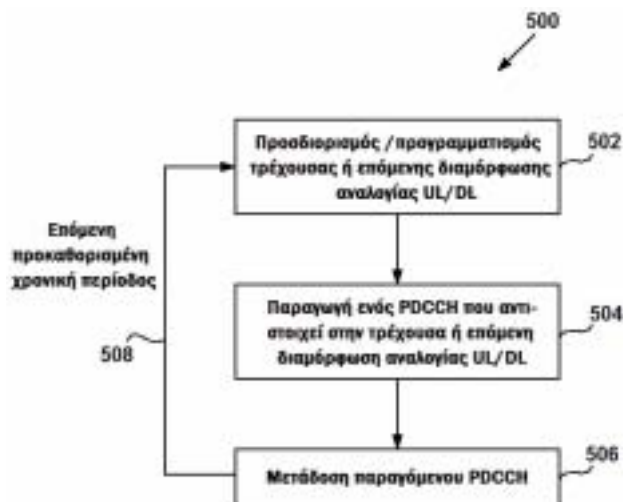 500
Προσδιορισμός /προγραμματισμός
τρέχουσας ή επόμενης διαμόρφωσης
αναλογίας UL/DL
502
Επόμενη
προκαθορισμένη
χρονική περίοδος
508
Παραγωγή ενός PDCCH που αντι-
στοιχεί στην τρέχουσα ή επόμενη
διαμόρφωση αναλογίας UL/DL
504
Μετάδοση παραγόμενου PDCCH
506